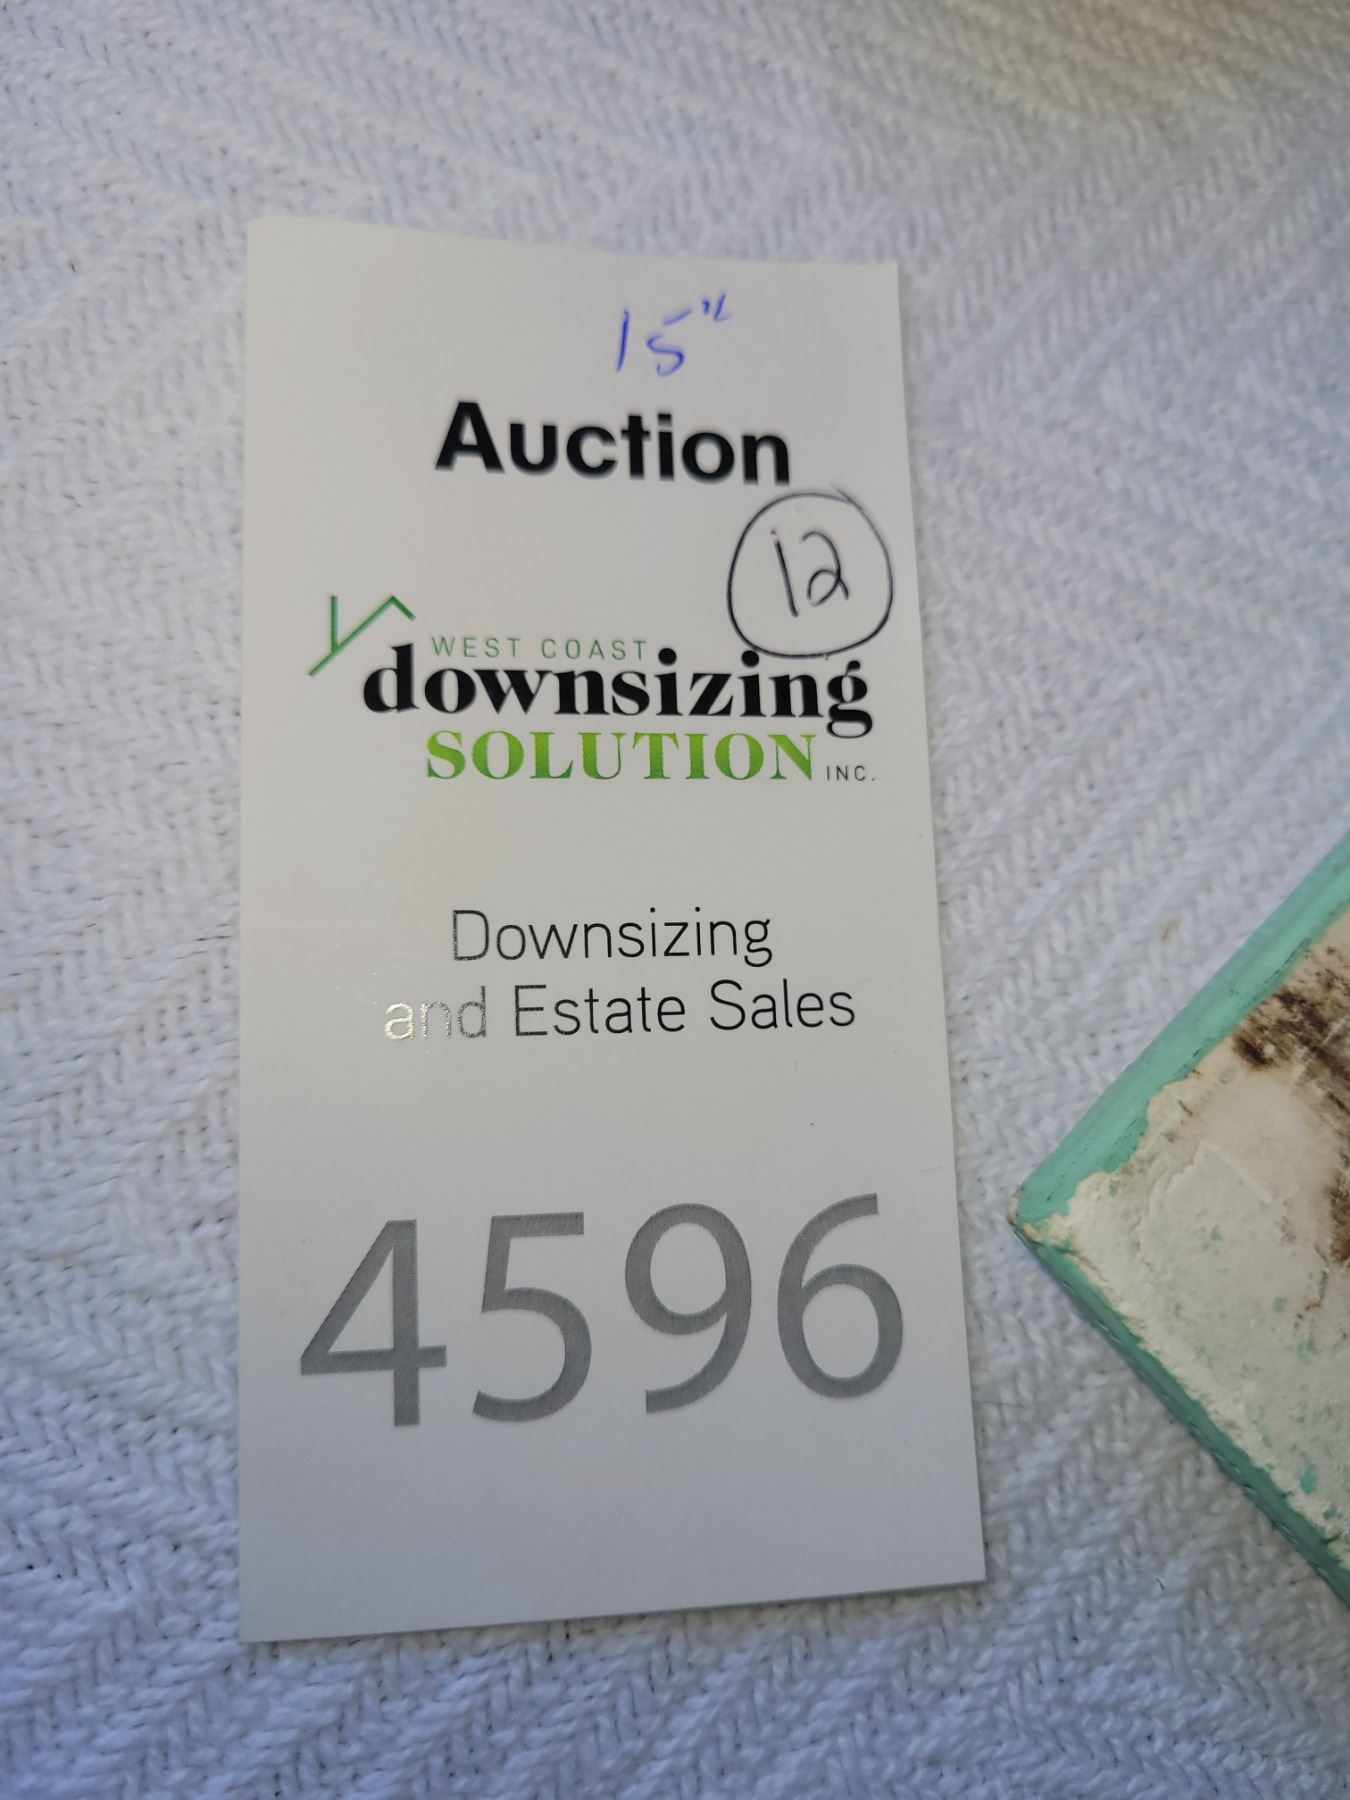 15"
Auction
12
WEST COAST
downsizing
SOLUTION INC.
Downsizing
and Estate Sales
4596